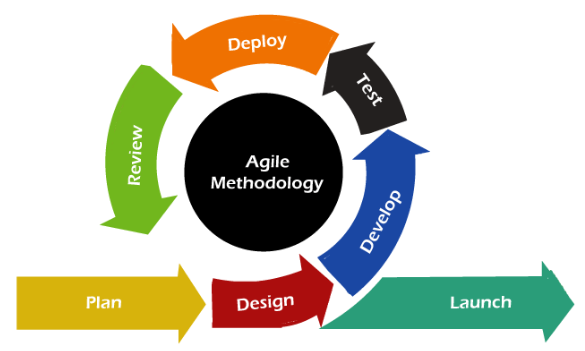 Deploy
Test
Review
Agile
Methodology
Develop
Plan
Design
Launch